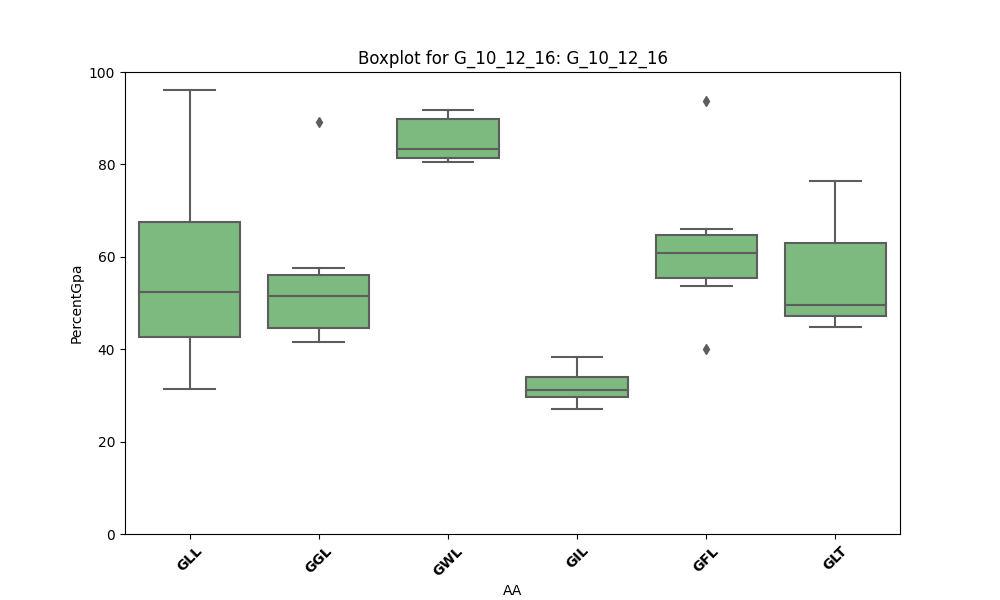 Boxplot for G_10_12_16: G_10_12_16
100
80
60
40
20
0
PercentGpa
GLL
GGL
GWL
GIL
GFL
GLT
AA